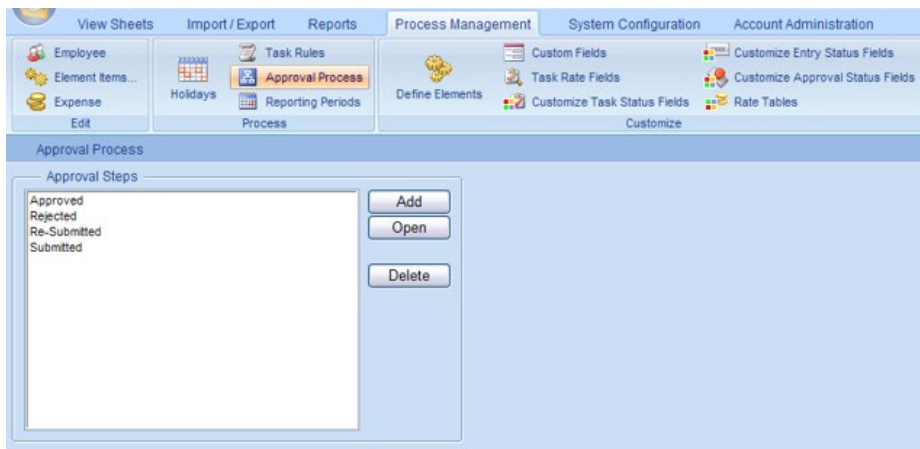 View Sheets Import / Export Reports Process Management System Configuration Account Administration
Employee Task Rules Custom Fields Customize Entry Status Fields
Element Items... Approval Process Task Rate Fields Customize Approval Status Fields
Holidays Define Elements
Expense Reporting Periods Customize Task Status Fields Rate Tables
Edit Process Customize
Approval Process
Approval Steps
Approved Add
Rejected
Re-Submitted Open
Submitted
Delete